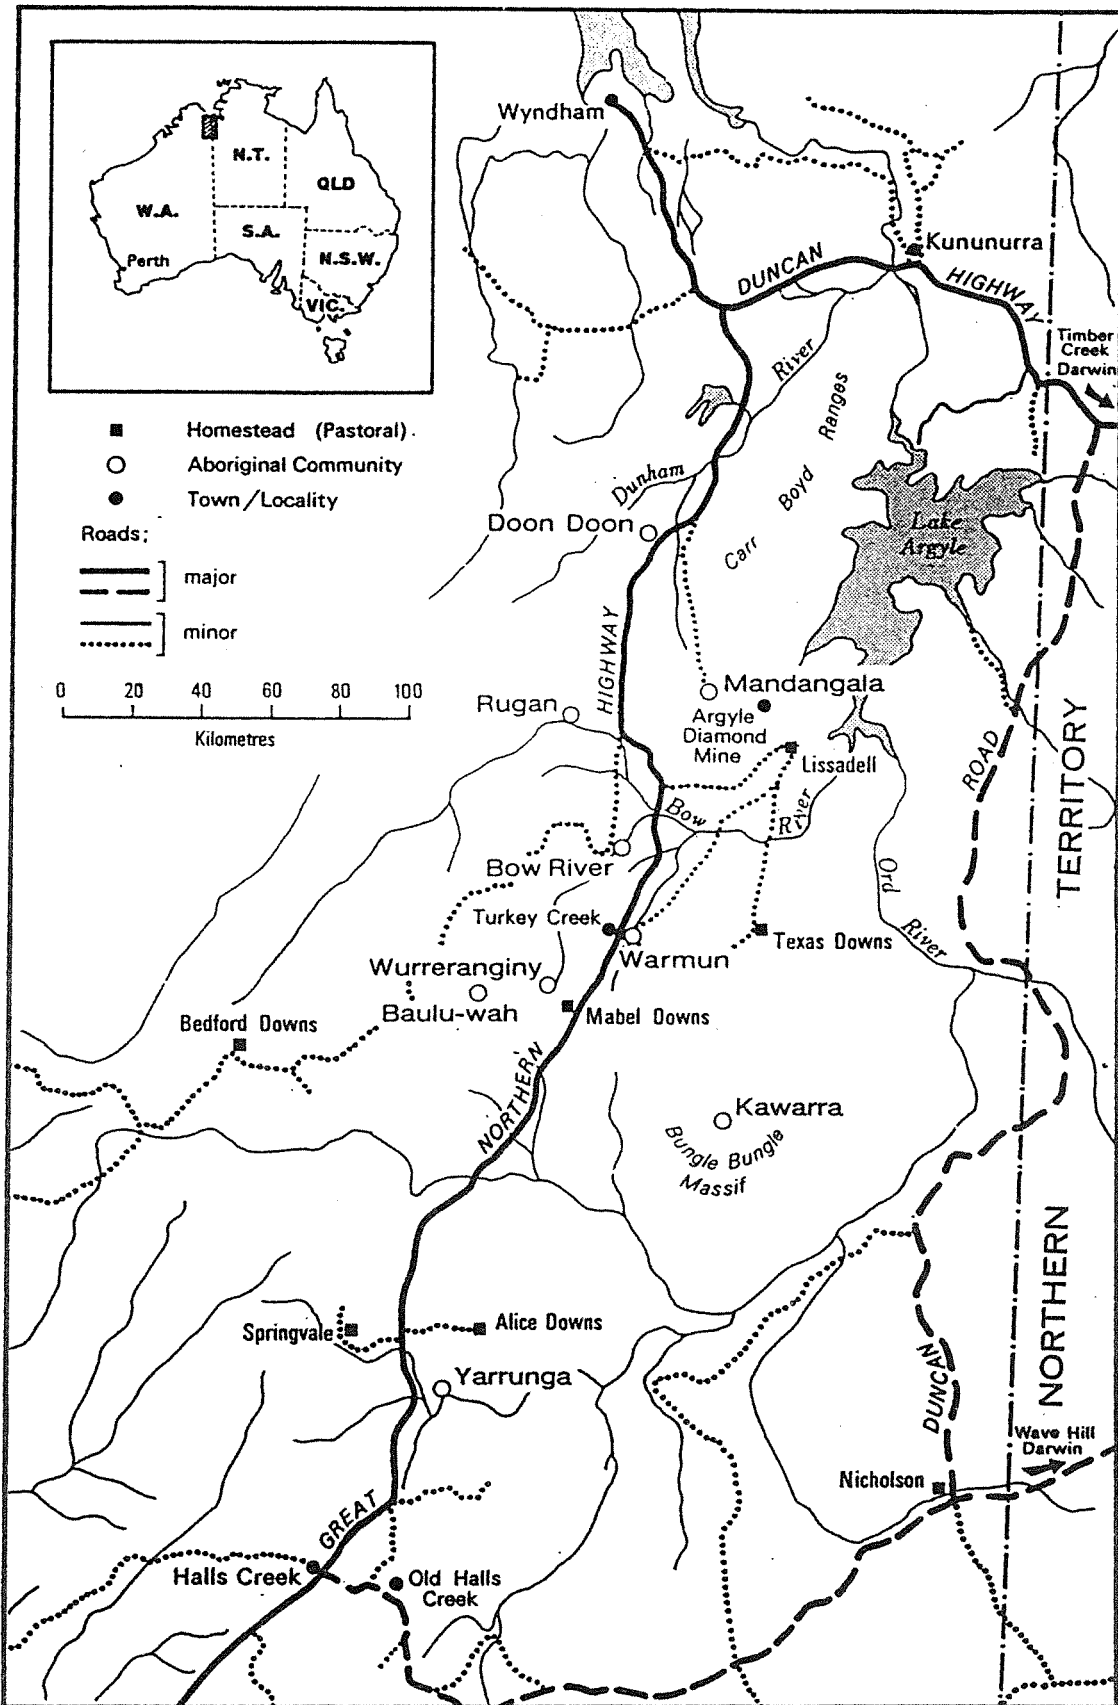 N.T.
QLD
W.A.
S.A.
Perth
N.S.W.
VIC.
Homestead (Pastoral)
Aboriginal Community
Town/Locality
Roads:
major
minor
0 20 40 60 80 100
Kilometres
Wyndham
Kununurra
DUNCAN HIGHWAY
Timber
Creek
Darwin
Dunham River
Carr Boyd Ranges
Lake
Argyle
Doon Doon
GREAT NORTHERN HIGHWAY
Rugan
Mandangala
Argyle
Diamond
Mine
Lissadell
Bow River
Bow River
Ord River
Turkey Creek
Warmun
Texas Downs
Wurreranginy
Baulu-wah
Mabel Downs
Bedford Downs
Kawarra
Bungle Bungle
Massif
DUNCAN ROAD
NORTHERN TERRITORY
Springvale
Alice Downs
Yarrunga
Wave Hill
Darwin
Nicholson
Halls Creek
Old Halls
Creek